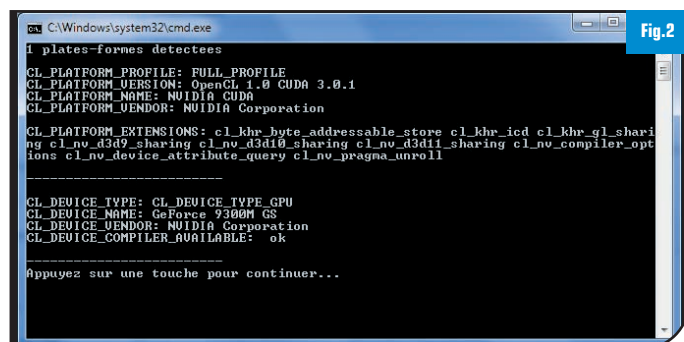 C:\Windows\system32\cmd.exe
Fig.2
1 plates-formes detectees
CL_PLATFORM_PROFILE: FULL_PROFILE
CL_PLATFORM_VERSION: OpenCL 1.0 CUDA 3.0.1
CL_PLATFORM_NAME: NVIDIA CUDA
CL_PLATFORM_VENDOR: NVIDIA Corporation
CL_PLATFORM_EXTENSIONS: cl_khr_byte_addressable_store cl_khr_icd cl_khr_gl_shari
ng cl_nv_d3d9_sharing cl_nv_d3d10_sharing cl_nv_d3d11_sharing cl_nv_compiler_opt
ions cl_nv_device_attribute_query cl_nv_pragma_unroll
-------------------------
CL_DEVICE_TYPE: CL_DEVICE_TYPE_GPU
CL_DEVICE_NAME: GeForce 9300M GS
CL_DEVICE_VENDOR: NVIDIA Corporation
CL_DEVICE_COMPILER_AVAILABLE:  ok
-------------------------
Appuyez sur une touche pour continuer...